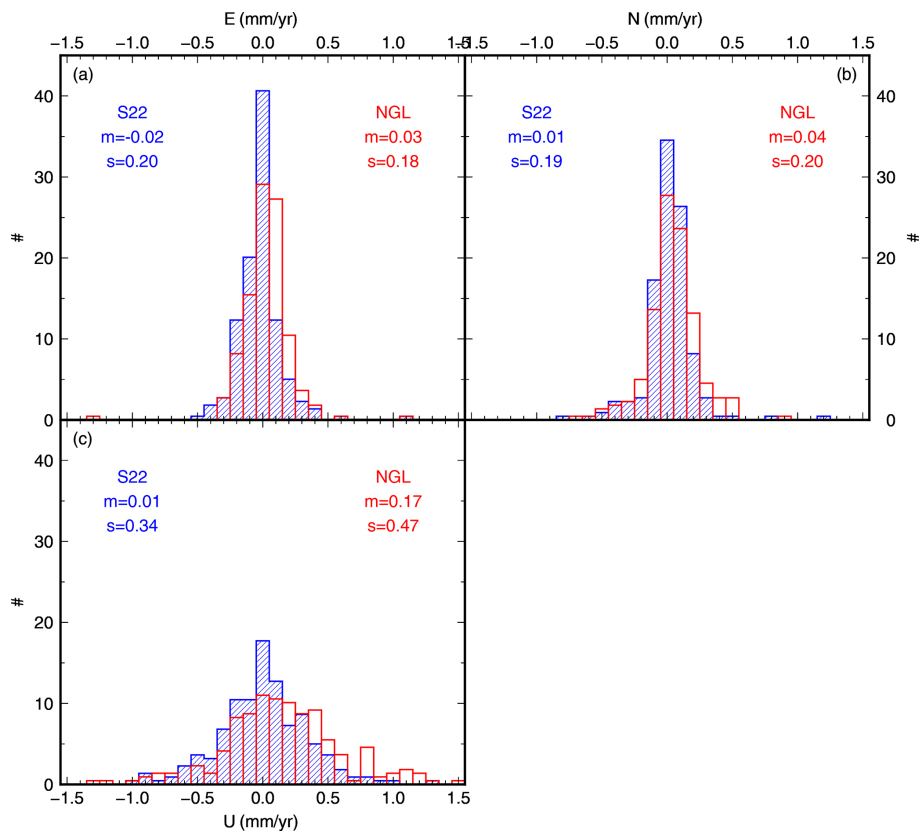 E (mm/yr)
N (mm/yr)
−1.5 −1.0 −0.5 0.0 0.5 1.0 1.5
−1.5 −1.0 −0.5 0.0 0.5 1.0 1.5
(a)
(b)
S22
m=-0.02
s=0.20
NGL
m=0.03
s=0.18
S22
m=0.01
s=0.19
NGL
m=0.04
s=0.20
40
30
20
10
0
#
40
30
20
10
0
#
(c)
S22
m=0.01
s=0.34
NGL
m=0.17
s=0.47
40
30
20
10
0
#
−1.5 −1.0 −0.5 0.0 0.5 1.0 1.5
U (mm/yr)